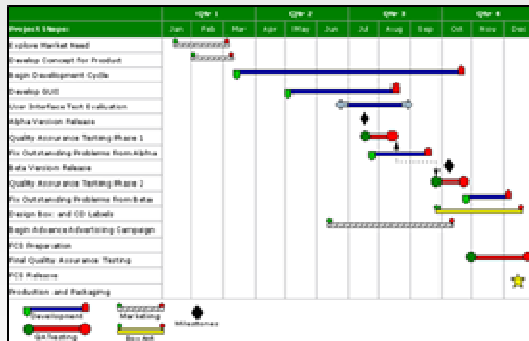 Qtr 1 Qtr 2 Qtr 3 Qtr 4
Project Steps: Jan Feb Mar Apr May Jun Jul Aug Sep Oct Nov Dec
Explore Market Need
Develop Concept for Product
Begin Development Cycle
Develop GUI
User Interface Test Evaluation
Alpha Version Release
Quality Assurance Testing Phase 1
Fix Outstanding Problems from Alpha
Beta Version Release
Quality Assurance Testing Phase 2
Fix Outstanding Problems from Beta
Design Box and CD Labels
Begin Advance Advertising Campaign
FCS Preparation
Final Quality Assurance Testing
FCS Release
Production and Packaging
Development Marketing Milestones
QA Testing Box Art